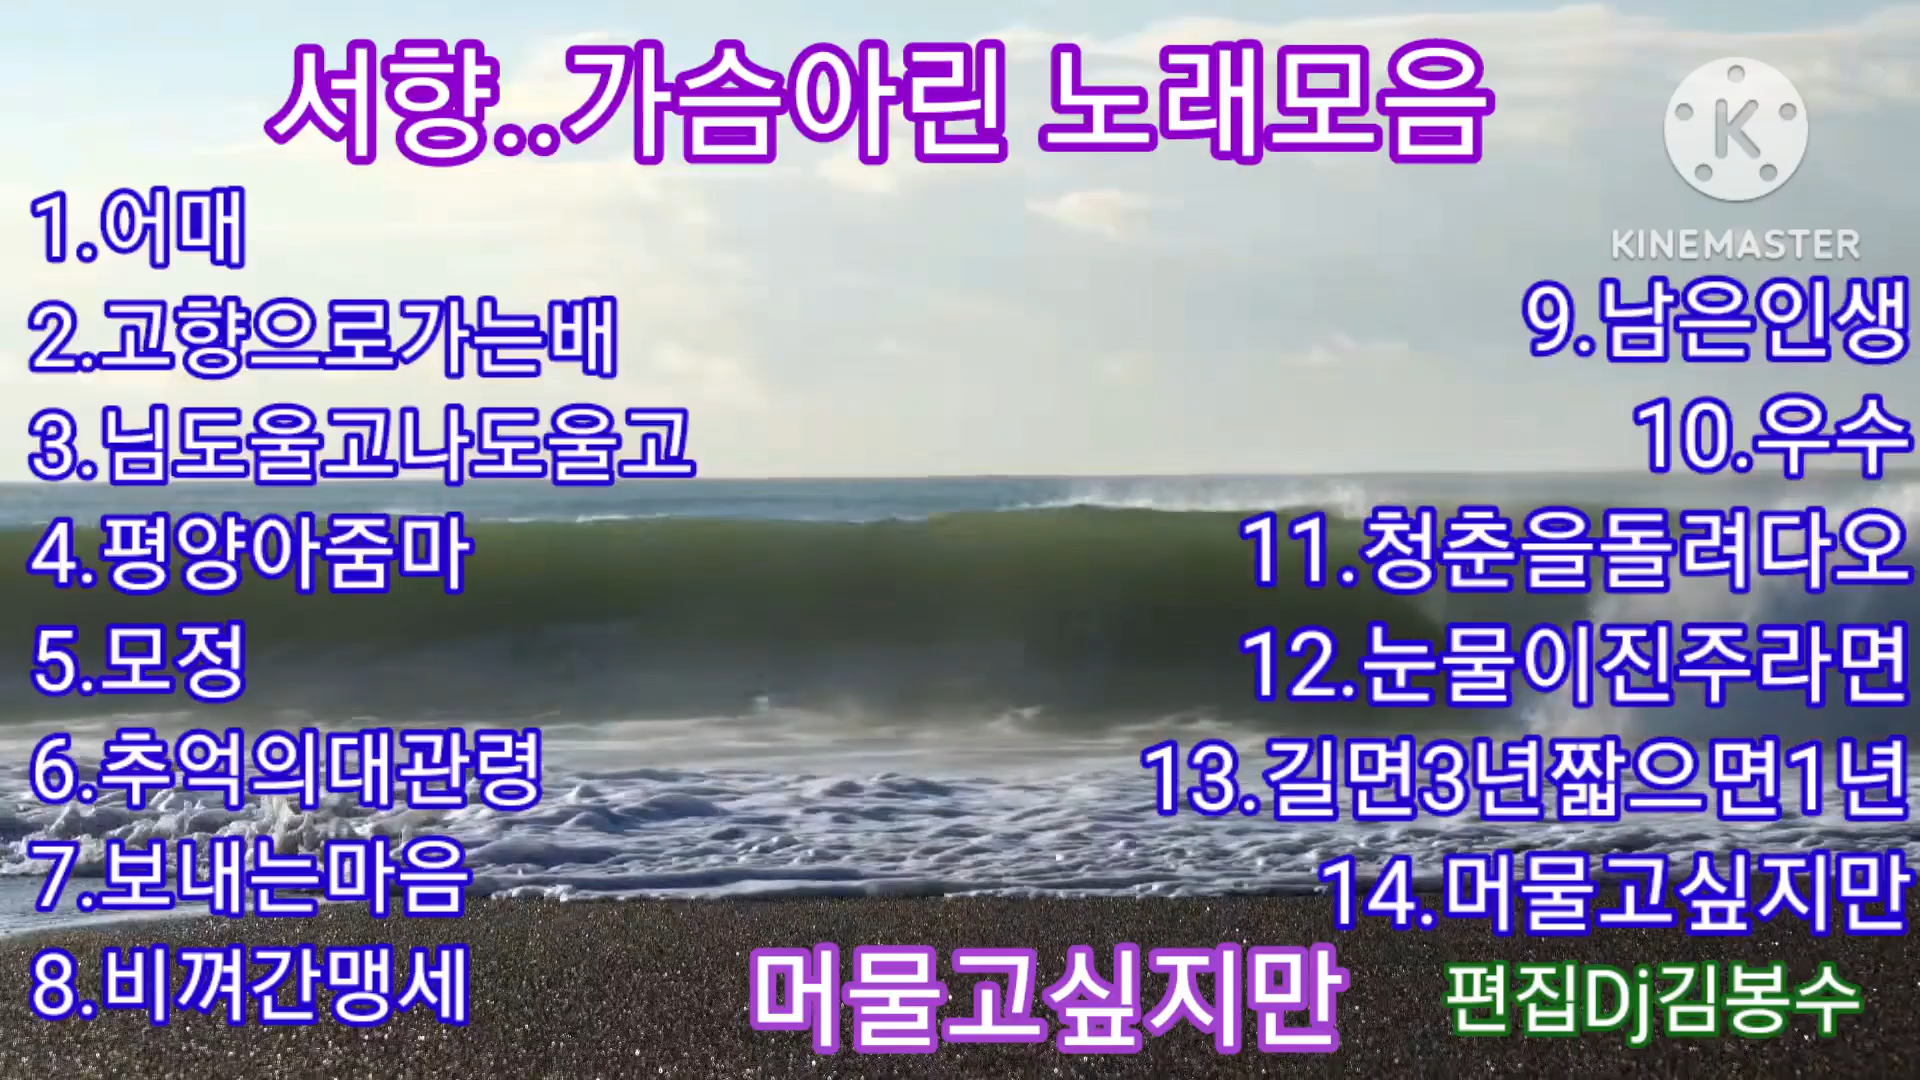 서향..가슴아린 노래모음
K
KINEMASTER
1.어매
2.고향으로가는배
3.님도울고나도울고
4.평양아줌마
5.모정
6.추억의대관령
7.보내는마음
8.비껴간맹세
9.남은인생
10.우수
11.청춘을돌려다오
12.눈물이진주라면
13.길면3년짧으면1년
14.머물고싶지만
머물고싶지만
편집Dj김봉수